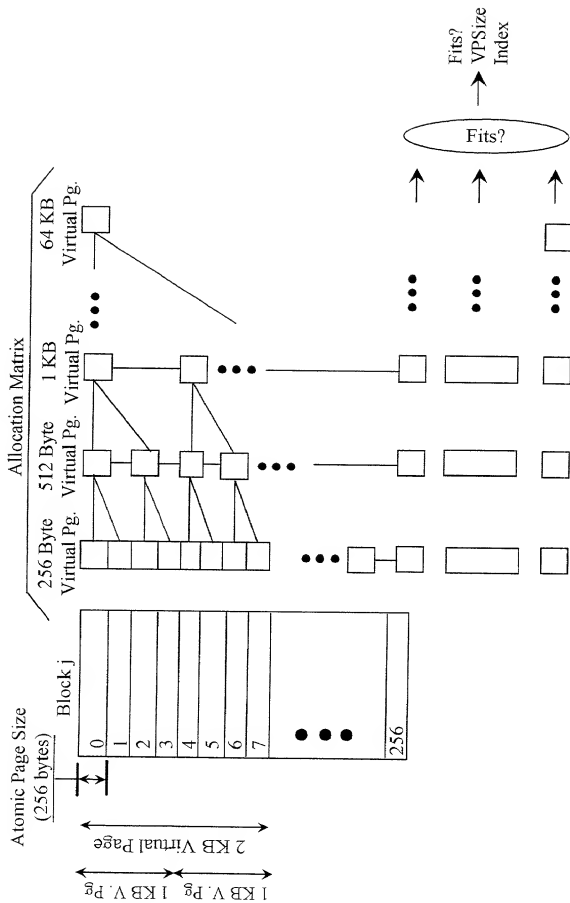 Allocation Matrix
256 Byte
Virtual Pg.
512 Byte
Virtual Pg.
1 KB
Virtual Pg.
64 KB
Virtual Pg.
Atomic Page Size
(256 bytes)
Block j
0
1
2
3
4
5
6
7
256
2 KB Virtual Page
1 KB V. Pg
1 KB V. Pg
Fits?
Fits?
VPSize
Index